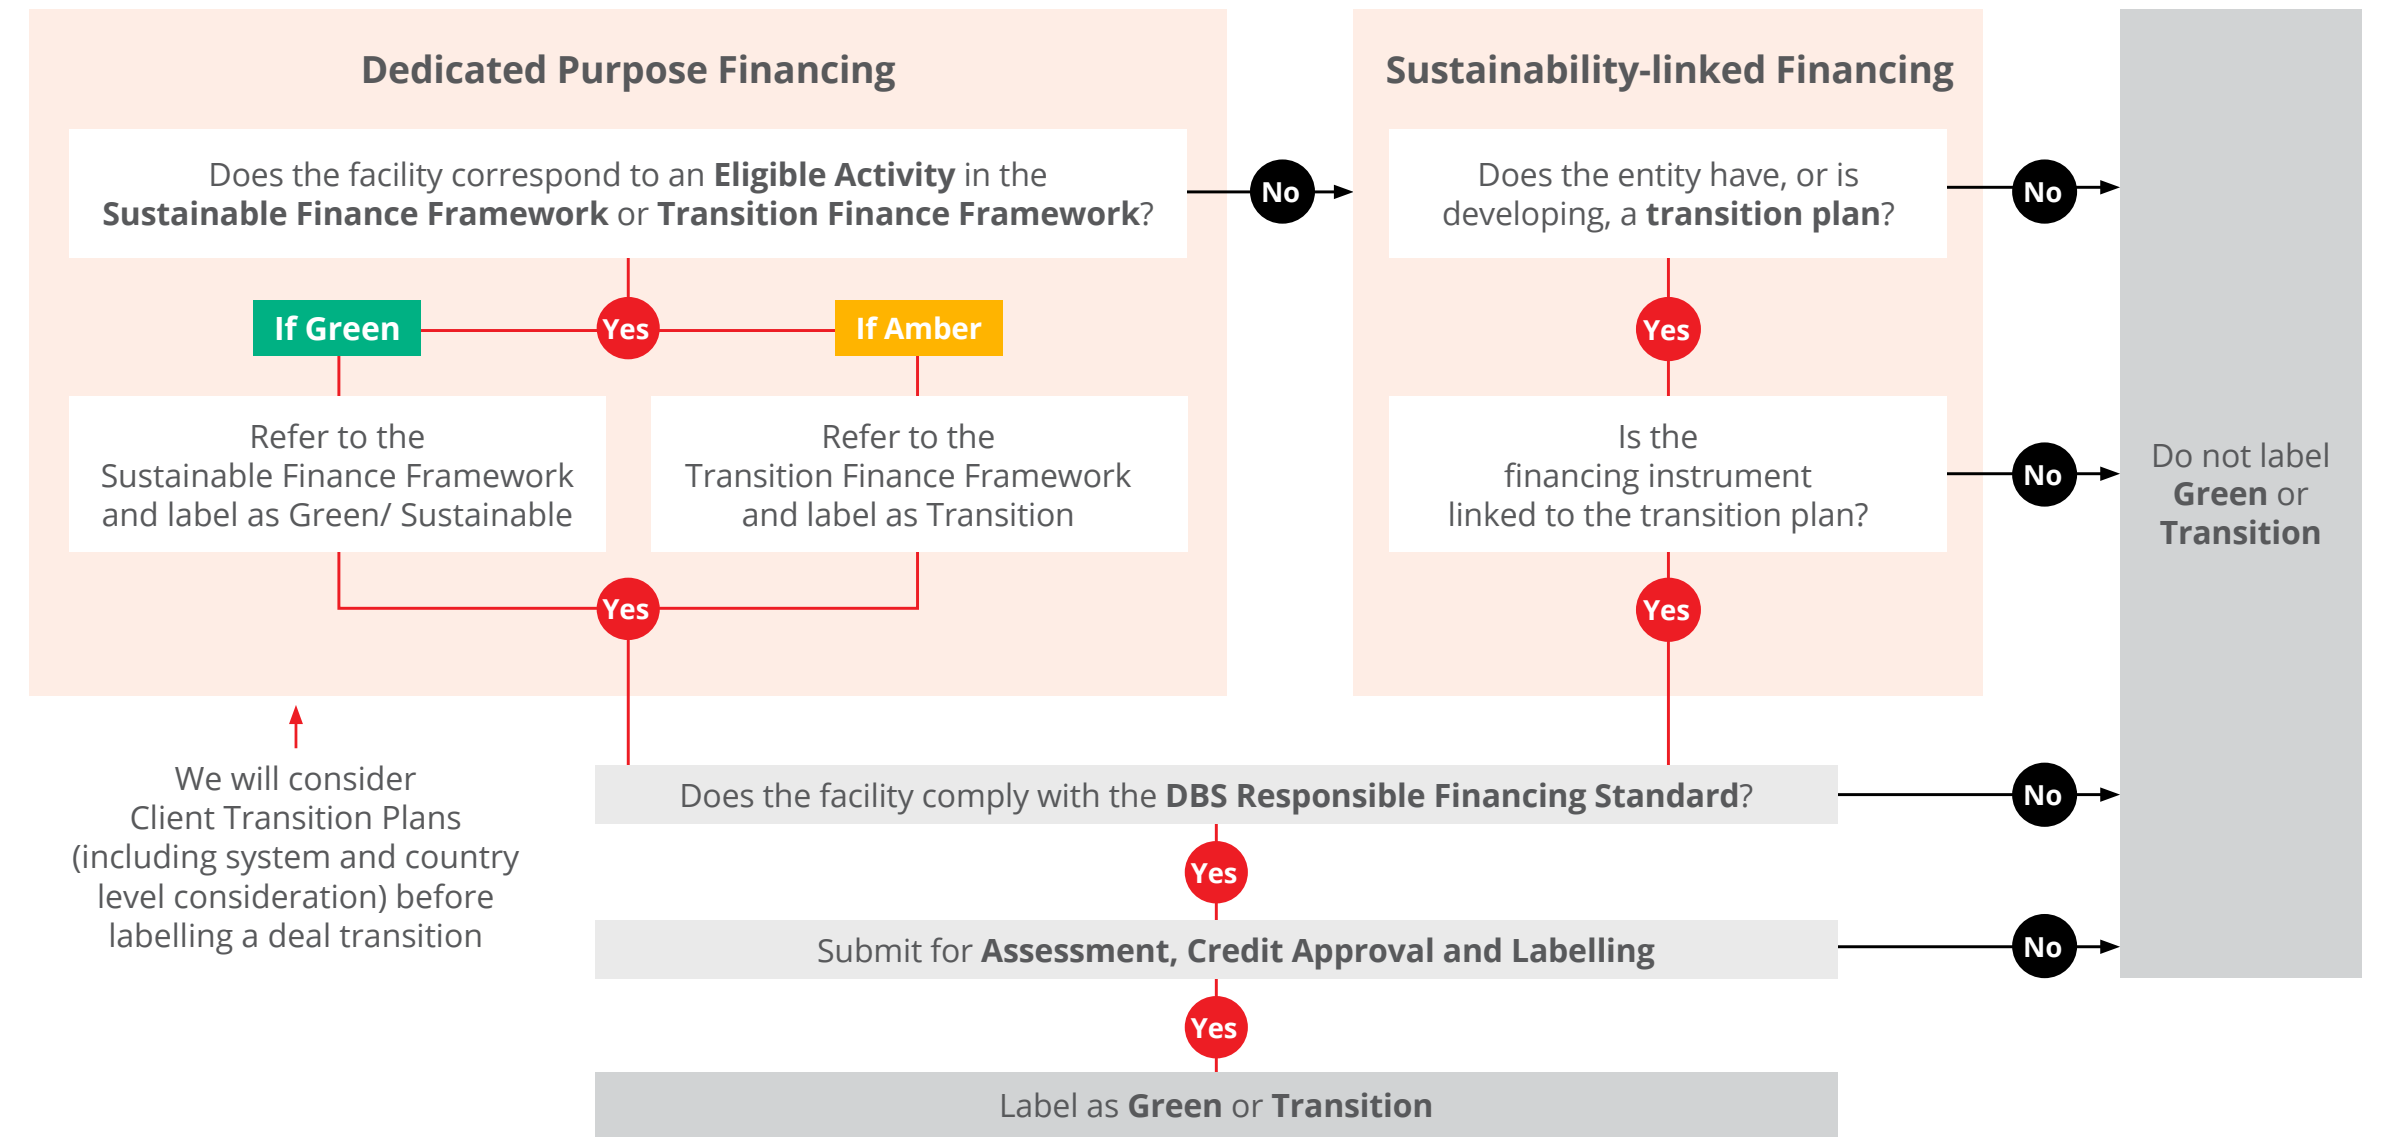 Dedicated Purpose Financing
Does the facility correspond to an Eligible Activity in the
Sustainable Finance Framework or Transition Finance Framework?
No
If Green
Yes
If Amber
Refer to the
Sustainable Finance Framework
and label as Green/ Sustainable
Refer to the
Transition Finance Framework
and label as Transition
Yes
We will consider
Client Transition Plans
(including system and country
level consideration) before
labelling a deal transition
Sustainability-linked Financing
Does the entity have, or is
developing, a transition plan?
No
Yes
Is the
financing instrument
linked to the transition plan?
No
Yes
Do not label
Green or
Transition
Does the facility comply with the DBS Responsible Financing Standard?
No
Yes
Submit for Assessment, Credit Approval and Labelling
No
Yes
Label as Green or Transition